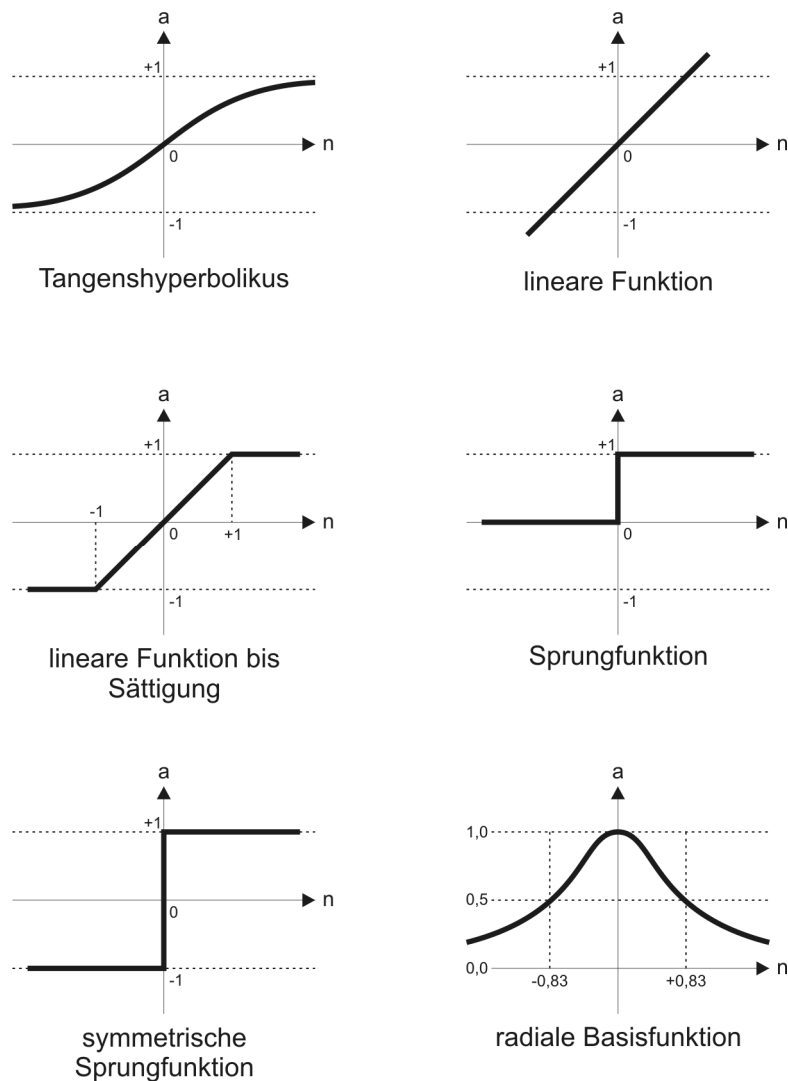 a
+1
n
0
-1
Tangenshyperbolikus
a
+1
n
0
-1
lineare Funktion
a
+1
-1
n
0
+1
-1
lineare Funktion bis
Sättigung
a
+1
n
0
-1
Sprungfunktion
a
+1
n
0
-1
symmetrische
Sprungfunktion
a
1,0
0,5
0,0
n
-0,83
+0,83
radiale Basisfunktion